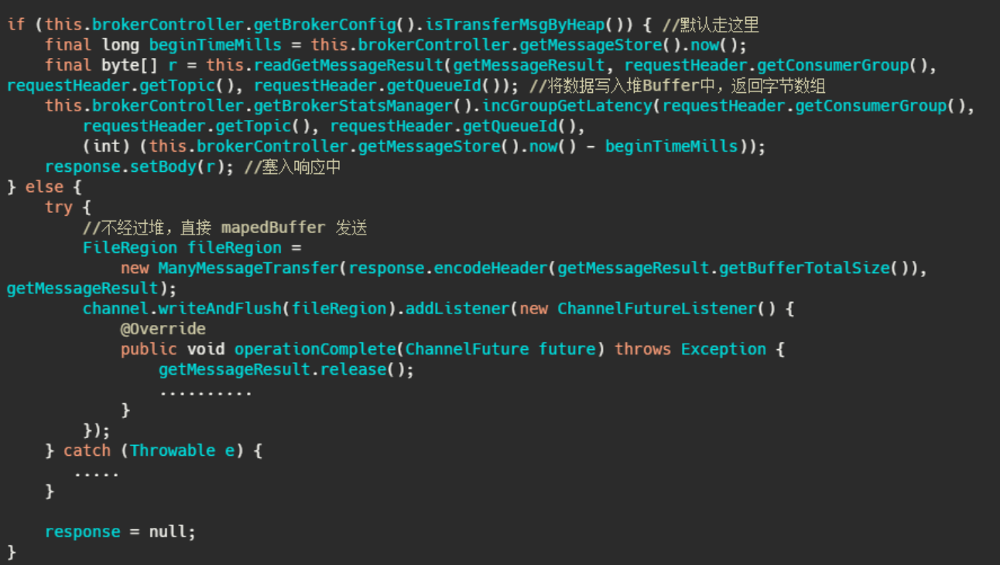 if (this.brokerController.getBrokerConfig().isTransferMsgByHeap()) { //默认走这里
    final long beginTimeMills = this.brokerController.getMessageStore().now();
    final byte[] r = this.readGetMessageResult(getMessageResult, requestHeader.getConsumerGroup(),
requestHeader.getTopic(), requestHeader.getQueueId()); //将数据写入堆Buffer中，返回字节数组
    this.brokerController.getBrokerStatsManager().incGroupGetLatency(requestHeader.getConsumerGroup(),
        requestHeader.getTopic(), requestHeader.getQueueId(),
        (int) (this.brokerController.getMessageStore().now() - beginTimeMills));
    response.setBody(r); //塞入响应中
} else {
    try {
        //不经过堆，直接 mapedBuffer 发送
        FileRegion fileRegion =
            new ManyMessageTransfer(response.encodeHeader(getMessageResult.getBufferTotalSize()),
getMessageResult);
        channel.writeAndFlush(fileRegion).addListener(new ChannelFutureListener() {
            @Override
            public void operationComplete(ChannelFuture future) throws Exception {
                getMessageResult.release();
                ..........
            }
        });
    } catch (Throwable e) {
       .....
    }

    response = null;
}